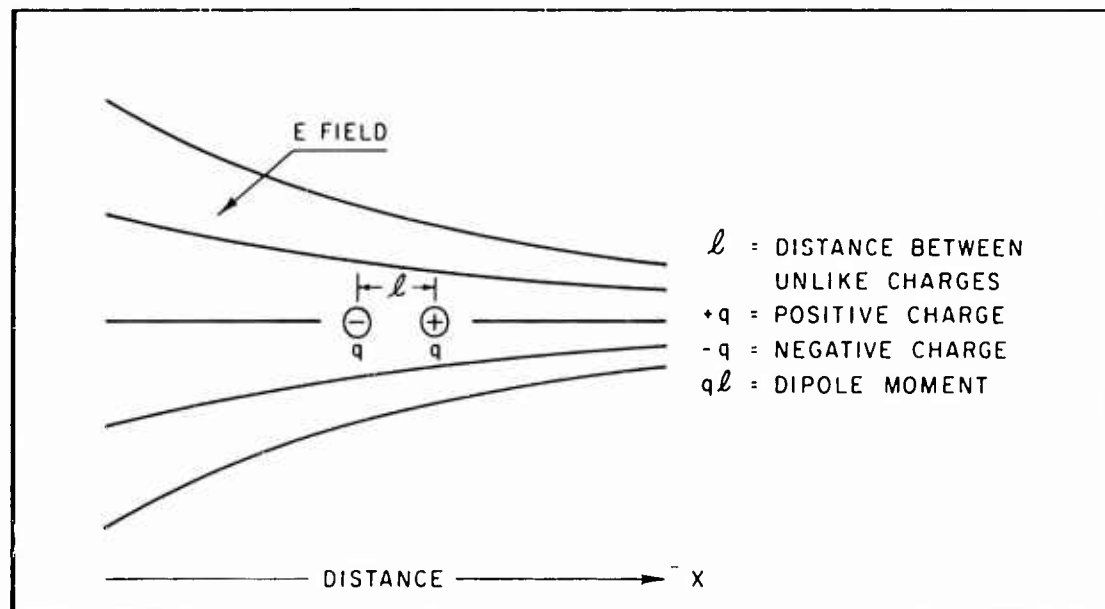 E FIELD
ℓ
− +
q q
ℓ = DISTANCE BETWEEN
UNLIKE CHARGES
+q = POSITIVE CHARGE
-q = NEGATIVE CHARGE
qℓ = DIPOLE MOMENT
DISTANCE X